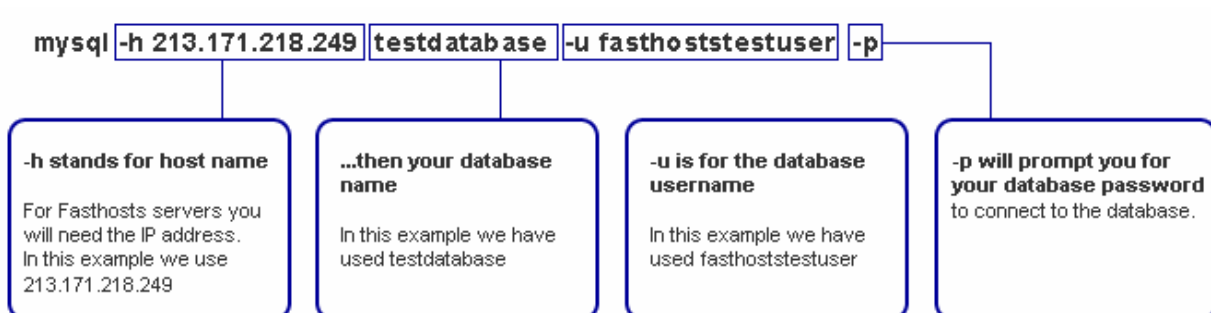 mysql -h 213.171.218.249 testdatabase -u fasthoststestuser -p
-h stands for host name
For Fasthosts servers you
will need the IP address.
In this example we use
213.171.218.249
...then your database
name
In this example we have
used testdatabase
-u is for the database
username
In this example we have
used fasthoststestuser
-p will prompt you for
your database password
to connect to the database.